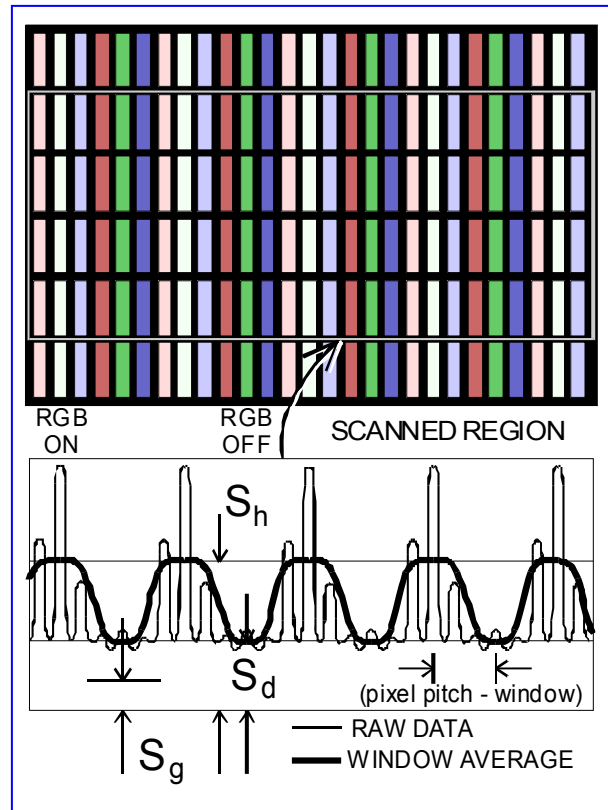 RGB ON
RGB OFF
SCANNED REGION
Sh
Sd
(pixel pitch - window)
Sg
RAW DATA
WINDOW AVERAGE